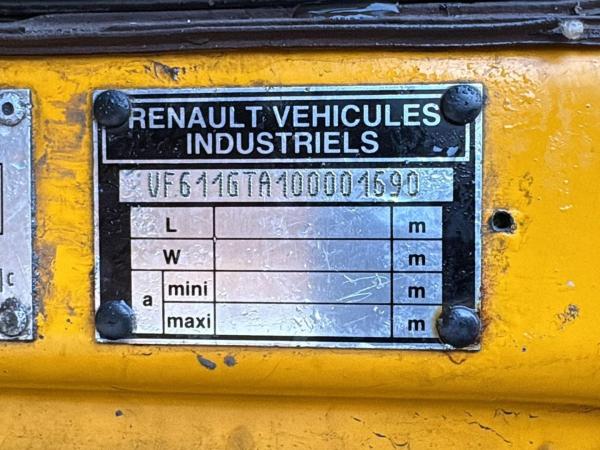 RENAULT VEHICULES
INDUSTRIELS
VF611GTA100001690
L m
W m
a mini m
maxi m
c